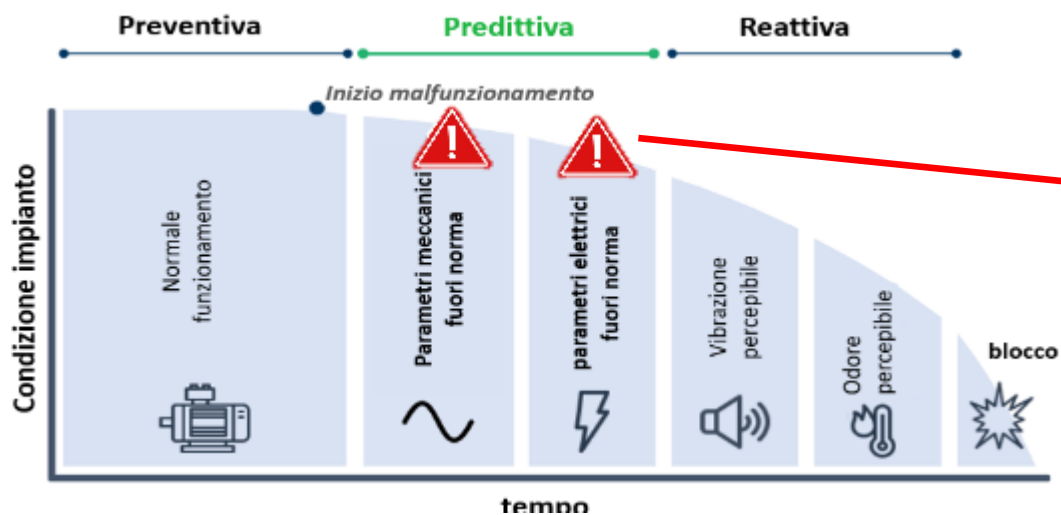 Preventiva
Predittiva
Reattiva
Inizio malfunzionamento
Condizione impianto
Normale
funzionamento
Parametri meccanici
fuori norma
parametri elettrici
fuori norma
Vibrazione
percepibile
Odore
percepibile
blocco
tempo